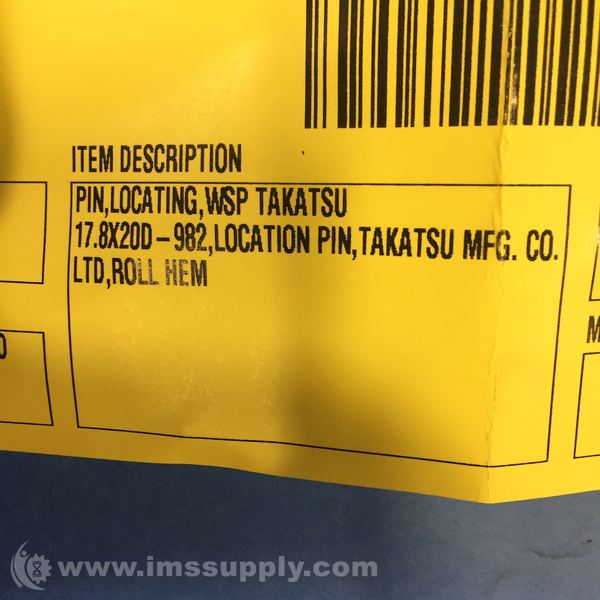 ITEM DESCRIPTION
PIN,LOCATING,WSP TAKATSU
17.8X20D-982,LOCATION PIN,TAKATSU MFG. CO.
LTD,ROLL HEM
M
www.imssupply.com